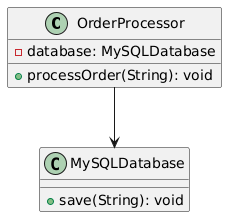 C OrderProcessor
database: MySQLDatabase
processOrder(String): void
C MySQLDatabase
save(String): void